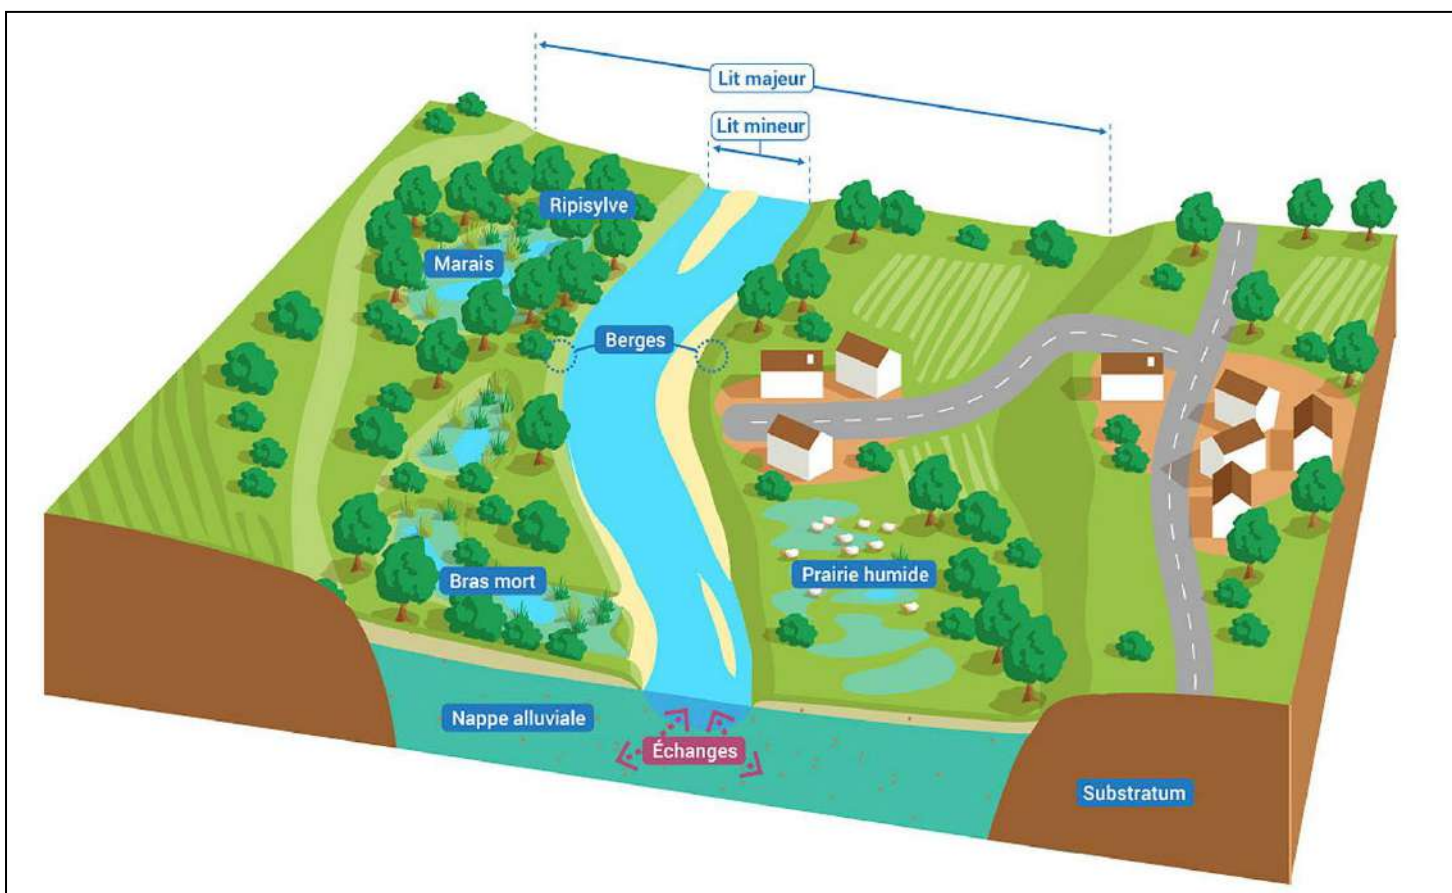 Lit majeur
Lit mineur
Ripisylve
Marais
Berges
Bras mort
Prairie humide
Nappe alluviale
Échanges
Substratum